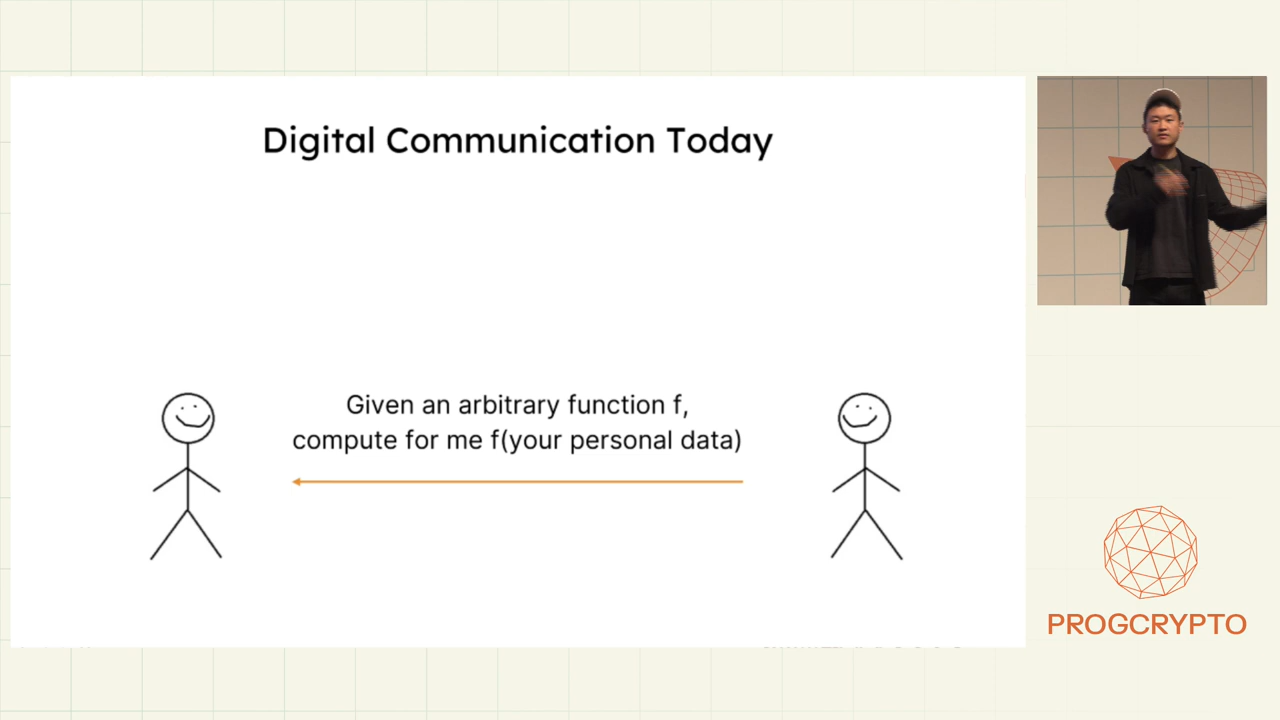 Digital Communication Today
Given an arbitrary function f,
compute for me f(your personal data)
PROGCRYPTO